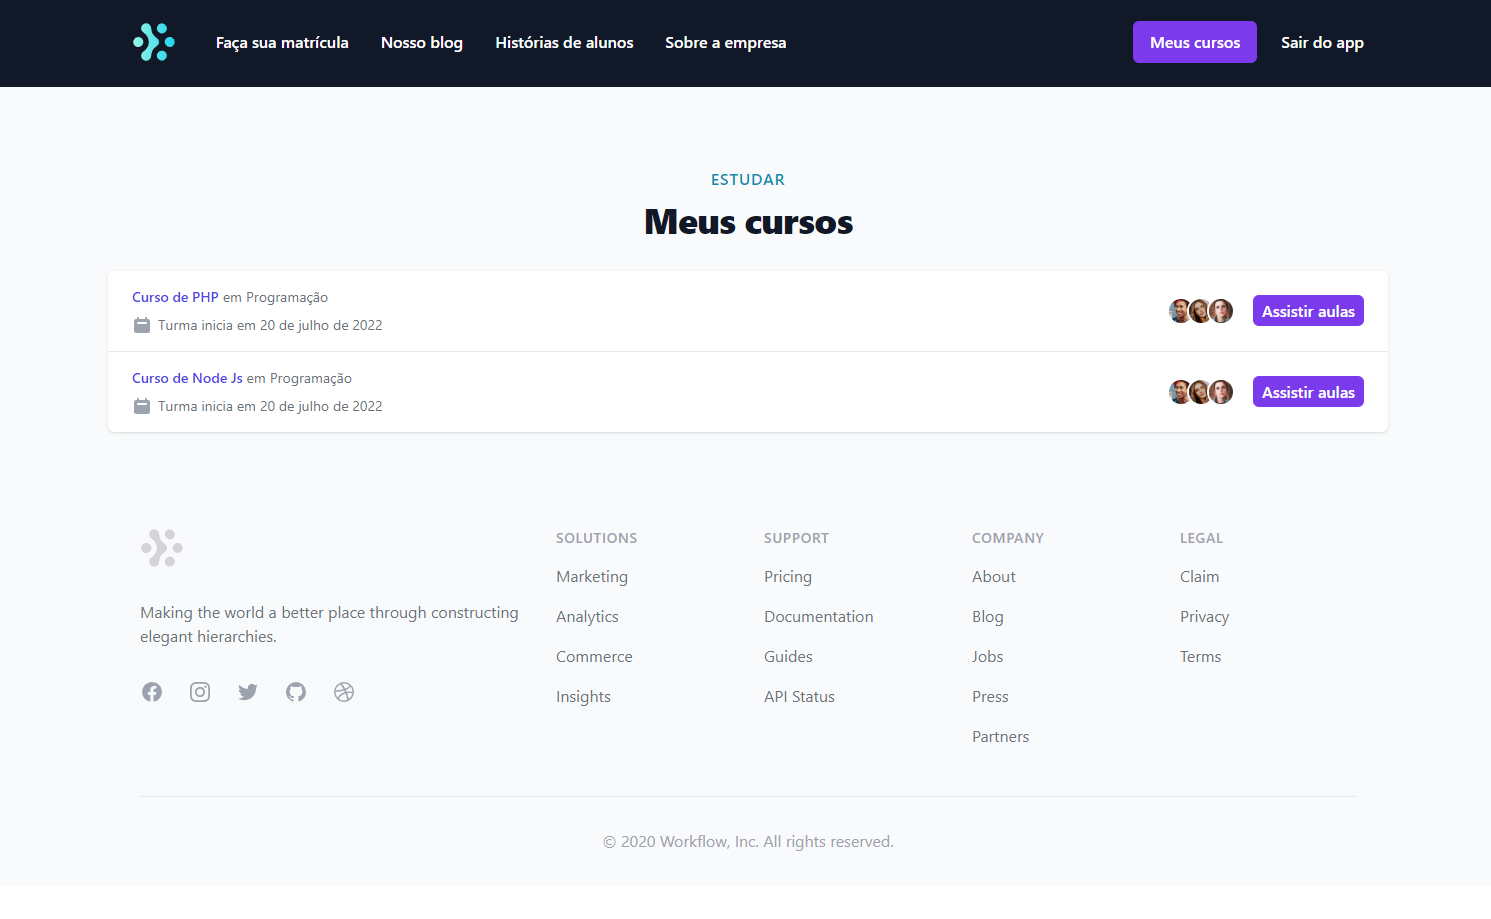 Faça sua matrícula Nosso blog Histórias de alunos Sobre a empresa Meus cursos Sair do app
ESTUDAR
Meus cursos
Curso de PHP em Programação
Turma inicia em 20 de julho de 2022
Assistir aulas
Curso de Node Js em Programação
Turma inicia em 20 de julho de 2022
Assistir aulas
Making the world a better place through constructing
elegant hierarchies.
SOLUTIONS
Marketing
Analytics
Commerce
Insights
SUPPORT
Pricing
Documentation
Guides
API Status
COMPANY
About
Blog
Jobs
Press
Partners
LEGAL
Claim
Privacy
Terms
© 2020 Workflow, Inc. All rights reserved.